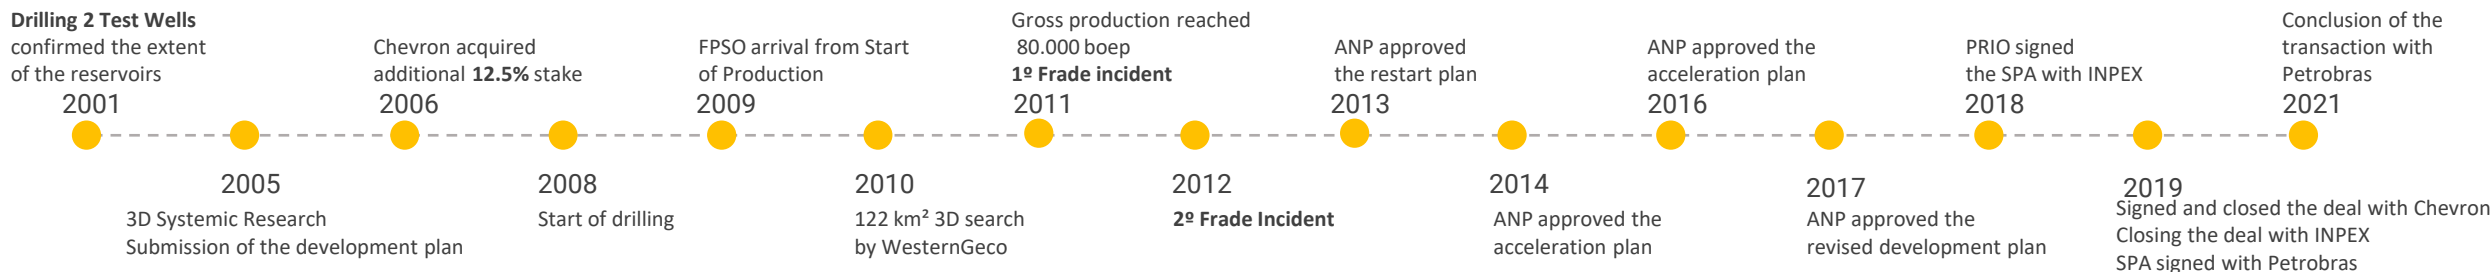 Drilling 2 Test Wells
confirmed the extent
of the reservoirs
2001
3D Systemic Research
Submission of the development plan
2005
Chevron acquired
additional 12.5% stake
2006
2008
Start of drilling
FPSO arrival from Start
of Production
2009
2010
122 km² 3D search
by WesternGeco
Gross production reached
80.000 boep
1º Frade incident
2011
2012
2º Frade Incident
ANP approved
the restart plan
2013
2014
ANP approved the
acceleration plan
ANP approved the
acceleration plan
2016
2017
ANP approved the
revised development plan
PRIO signed
the SPA with INPEX
2018
2019
Signed and closed the deal with Chevron
Closing the deal with INPEX
SPA signed with Petrobras
Conclusion of the
transaction with
Petrobras
2021